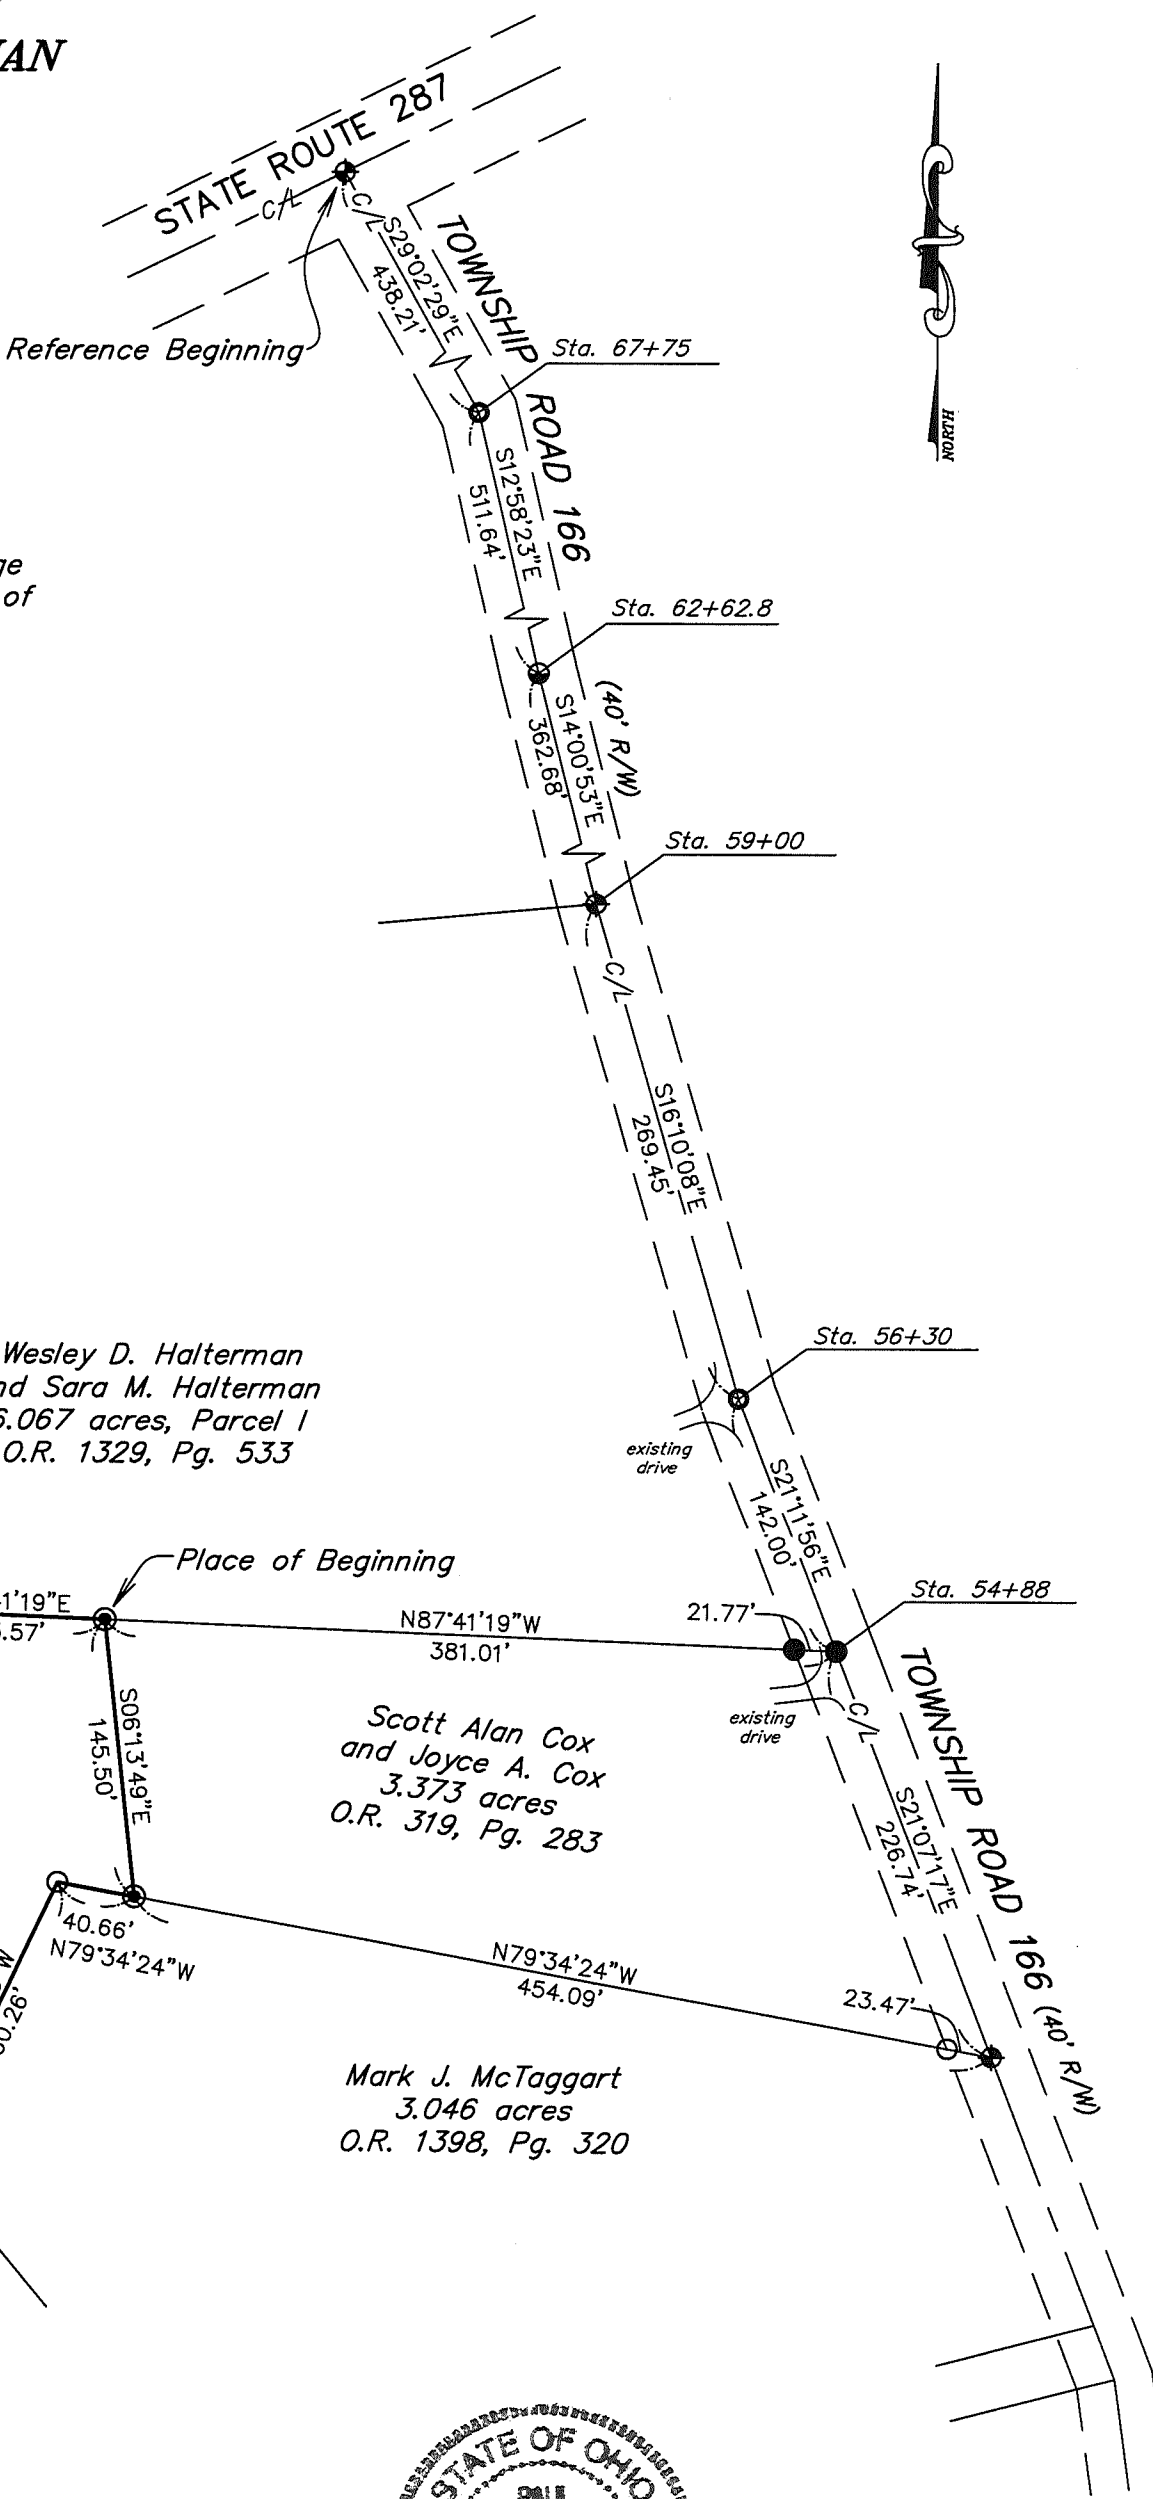 STATE ROUTE 287
C/L
C/L
S29°02'29"E
438.21'
TOWNSHIP ROAD 166
Reference Beginning
Sta. 67+75
NORTH
S12°58'23"E
511.64'
of
Sta. 62+62.8
(40' R/W)
S14°00'53"E
362.68'
Sta. 59+00
C/L
S16°10'08"E
269.45'
Sta. 56+30
Wesley D. Halterman
nd Sara M. Halterman
6.067 acres, Parcel I
O.R. 1329, Pg. 533
existing
drive
S21°11'56"E
142.00'
Place of Beginning
1'19"E
.57'
N87°41'19"W
381.01'
21.77'
Sta. 54+88
existing
drive
C/L
TOWNSHIP ROAD 166 (40' R/W)
S06°13'49"E
145.50'
Scott Alan Cox
and Joyce A. Cox
3.373 acres
O.R. 319, Pg. 283
S21°07'17"E
226.74'
40.66'
N79°34'24"W
N79°34'24"W
454.09'
23.47'
W
0.26'
Mark J. McTaggart
3.046 acres
O.R. 1398, Pg. 320
STATE OF OHIO